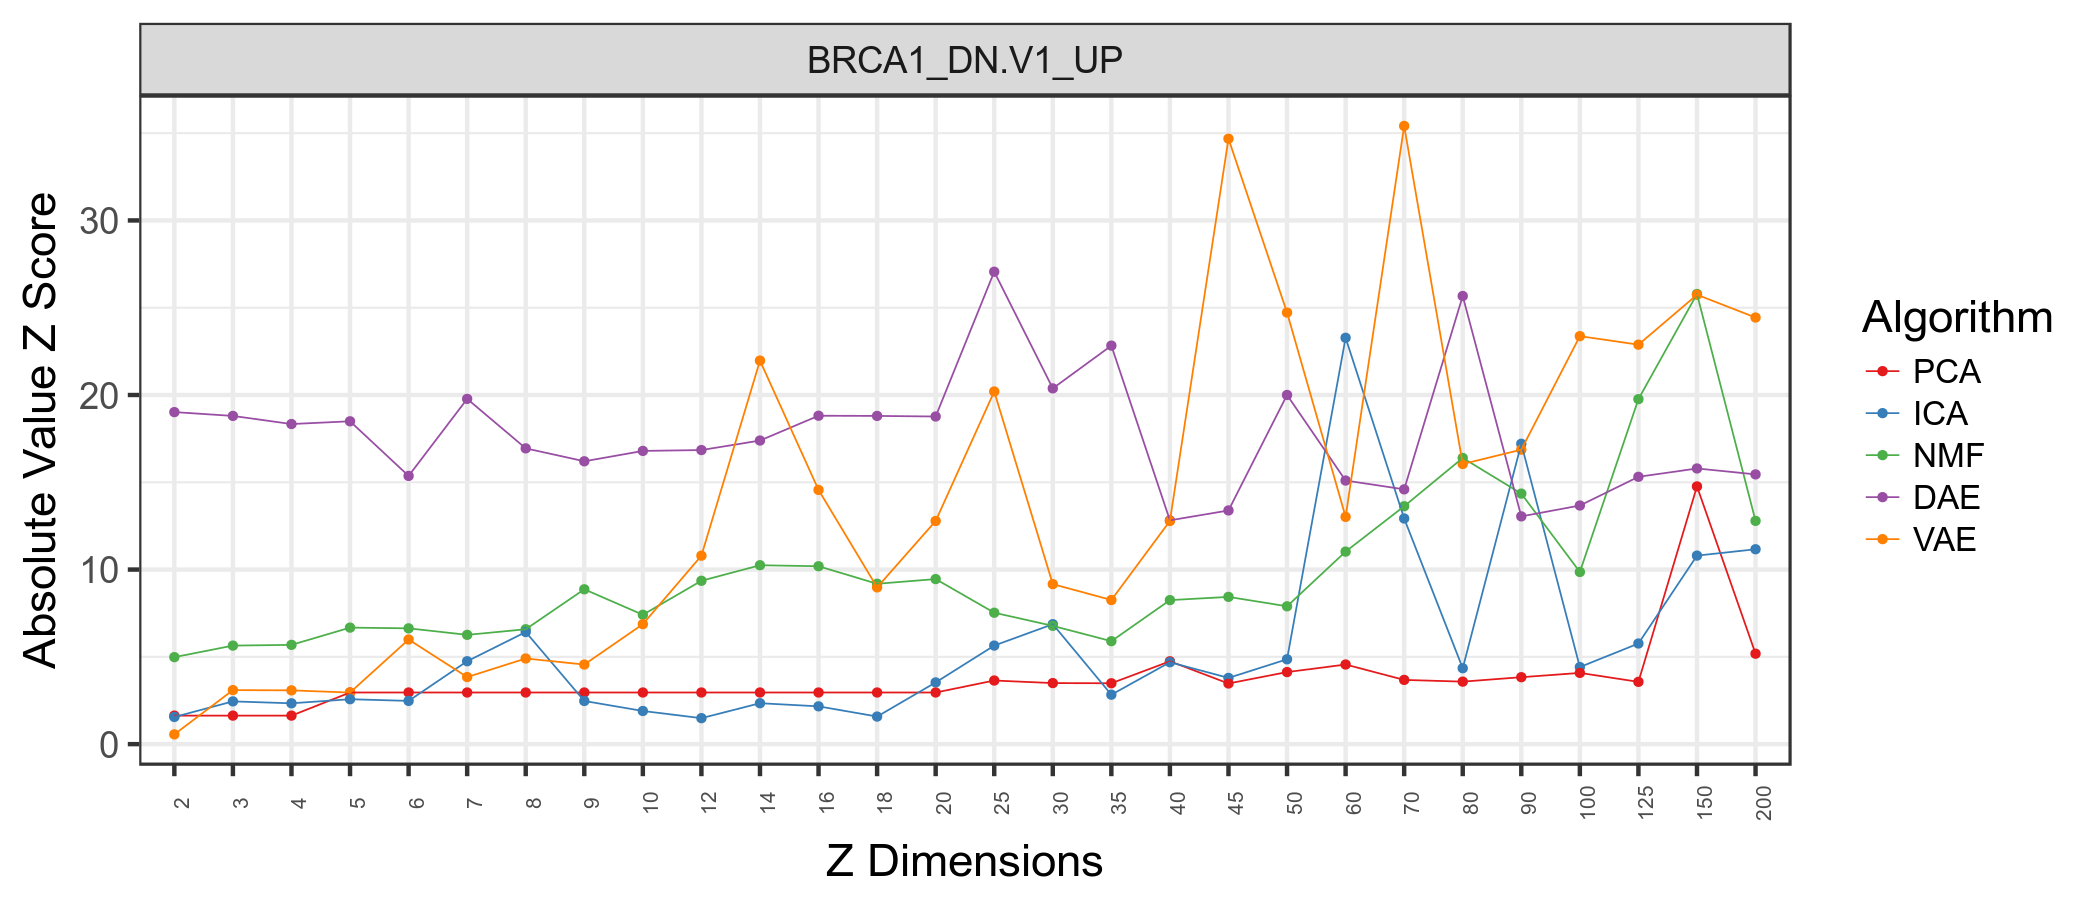 BRCA1_DN.V1_UP
Absolute Value Z Score
30
20
10
0
2 3 4 5 6 7 8 9 10 12 14 16 18 20 25 30 35 40 45 50 60 70 80 90 100 125 150 200
Z Dimensions
Algorithm
PCA
ICA
NMF
DAE
VAE